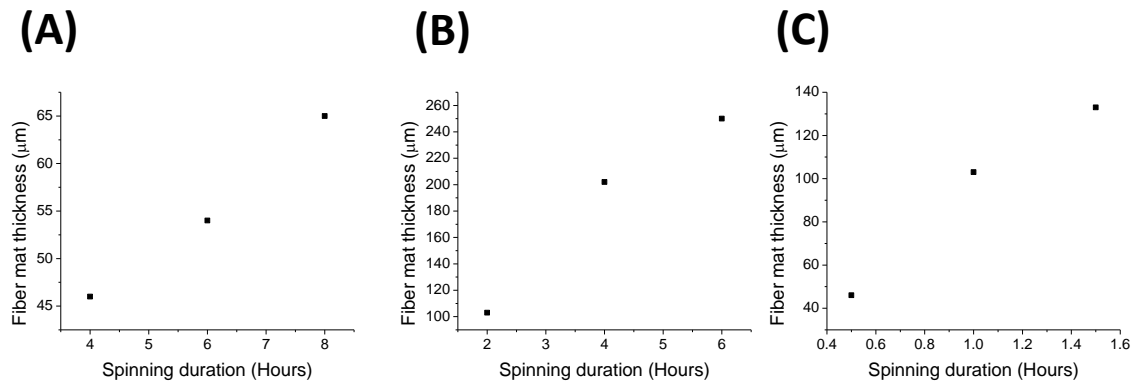 (A)
Fiber mat thickness (μm)
65
60
55
50
45
4 5 6 7 8
Spinning duration (Hours)
(B)
Fiber mat thickness (μm)
260
240
220
200
180
160
140
120
100
2 3 4 5 6
Spinning duration (Hours)
(C)
Fiber mat thickness (μm)
140
120
100
80
60
40
0.4 0.6 0.8 1.0 1.2 1.4 1.6
Spinning duration (Hours)